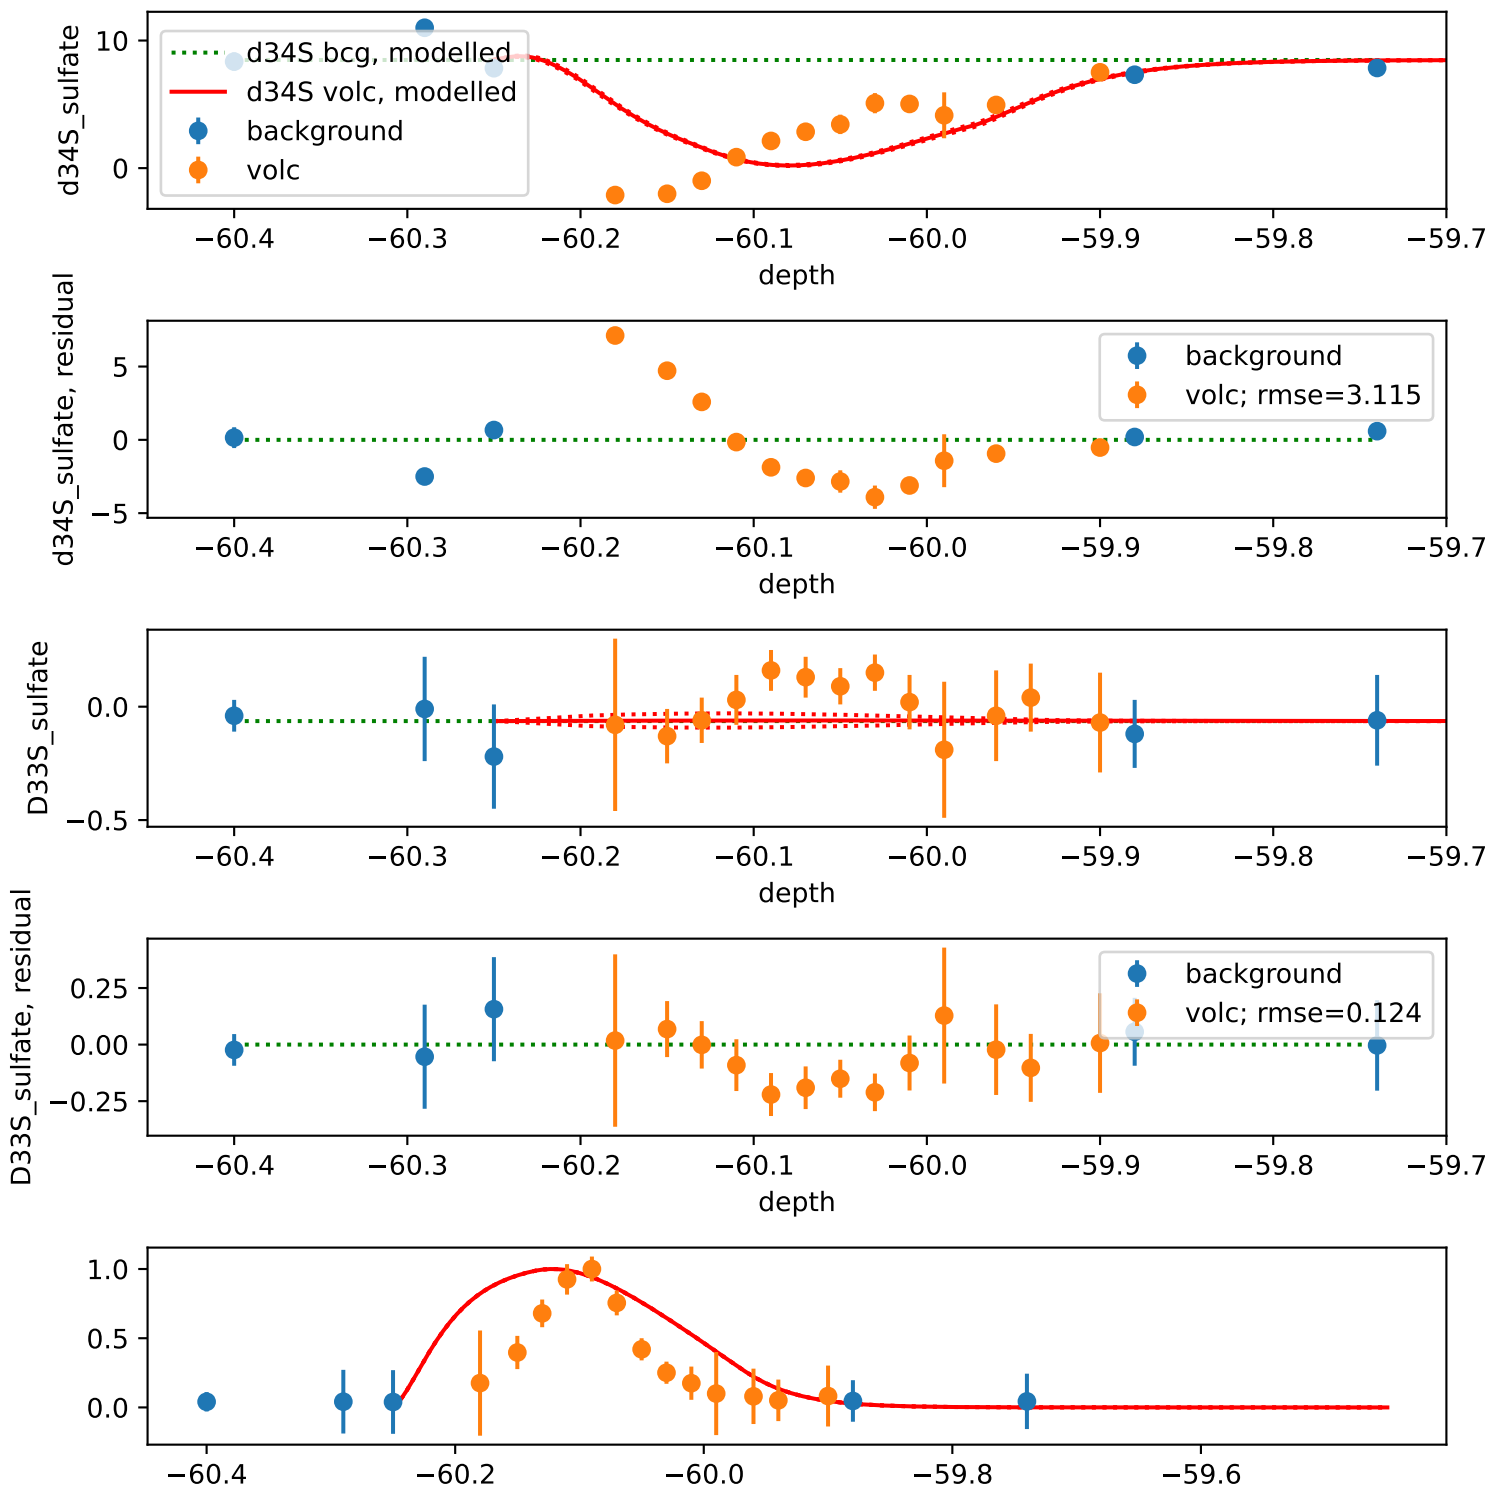 d34S_sulfate
10
0
d34S bcg, modelled
d34S volc, modelled
background
volc
−60.4 −60.3 −60.2 −60.1 −60.0 −59.9 −59.8 −59.7
depth
d34S_sulfate, residual
5
0
−5
background
volc; rmse=3.115
−60.4 −60.3 −60.2 −60.1 −60.0 −59.9 −59.8 −59.7
depth
D33S_sulfate
0.0
−0.5
−60.4 −60.3 −60.2 −60.1 −60.0 −59.9 −59.8 −59.7
depth
D33S_sulfate, residual
0.25
0.00
−0.25
background
volc; rmse=0.124
−60.4 −60.3 −60.2 −60.1 −60.0 −59.9 −59.8 −59.7
depth
1.0
0.5
0.0
−60.4 −60.2 −60.0 −59.8 −59.6